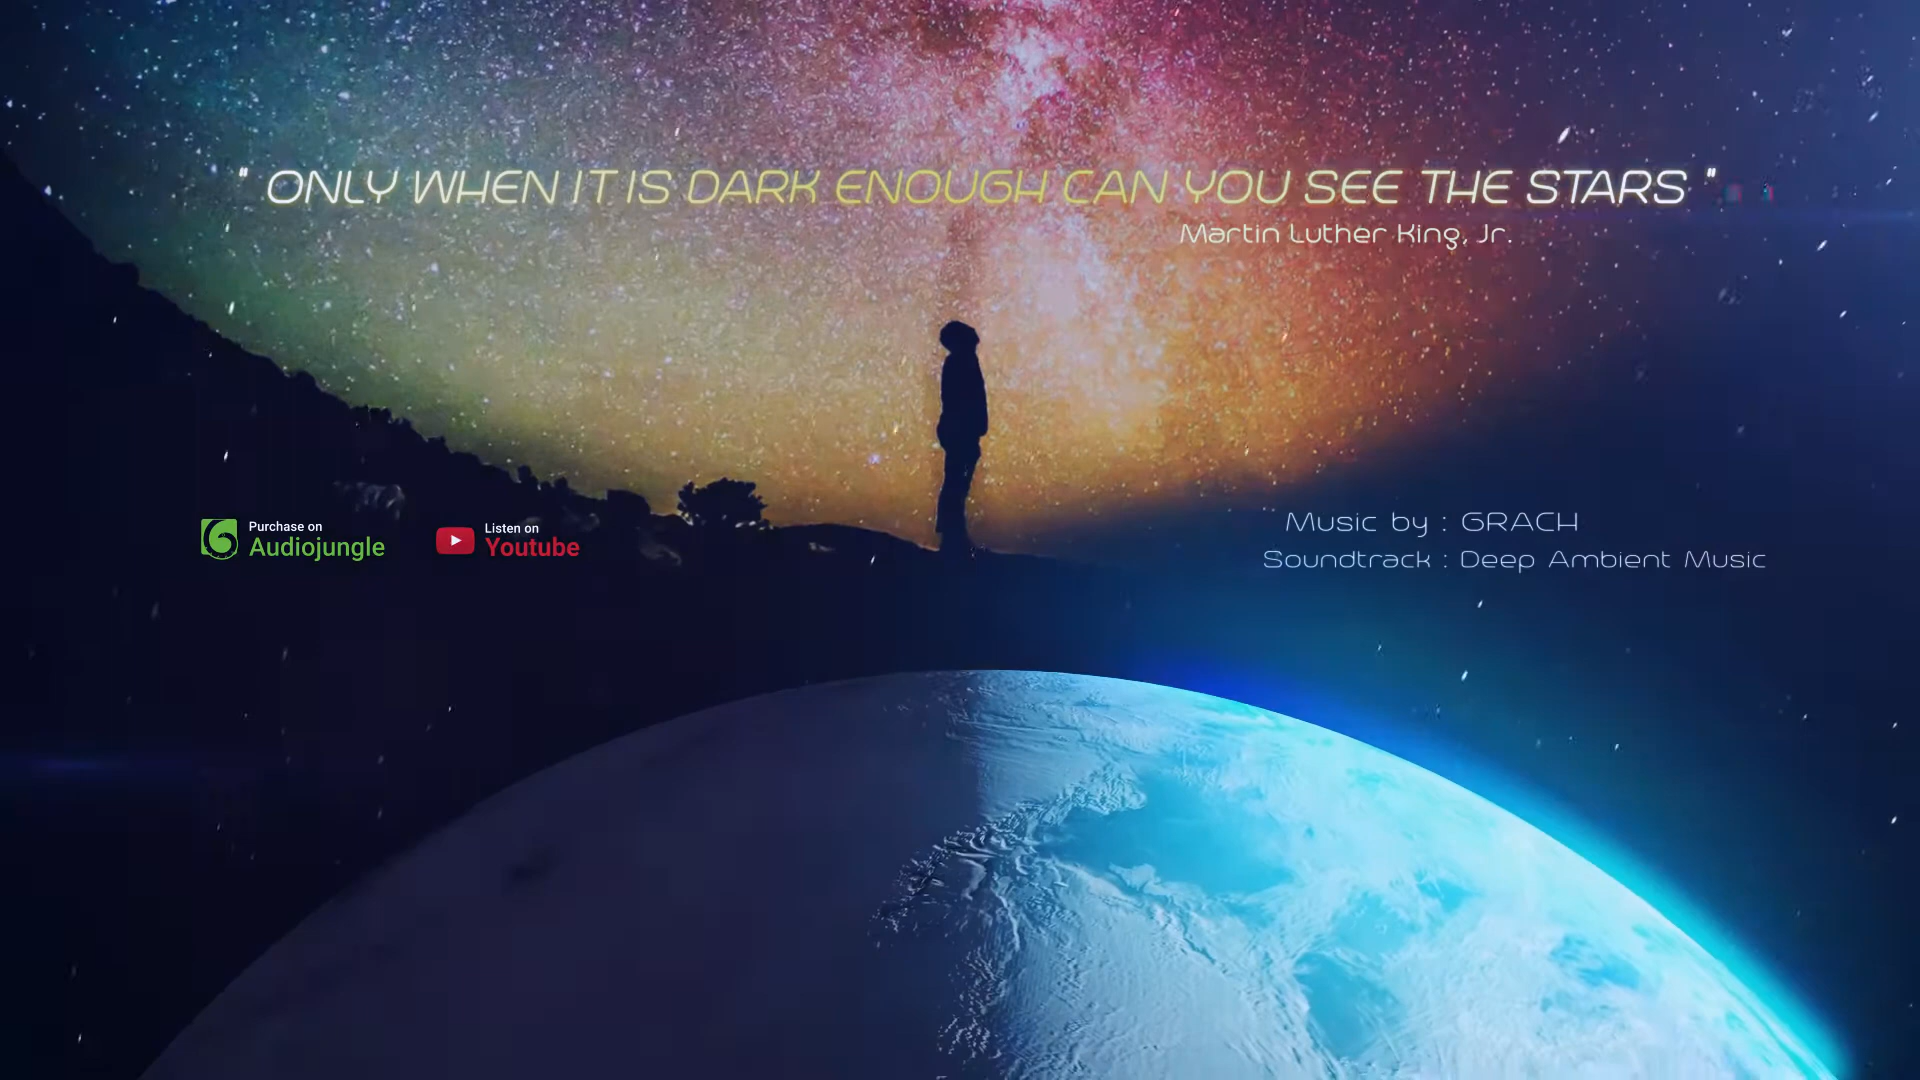 " ONLY WHEN IT IS DARK ENOUGH CAN YOU SEE THE STARS "
Martin Luther King, Jr.
Purchase on
Audiojungle
Listen on
Youtube
Music by : GRACH
Soundtrack : Deep Ambient Music